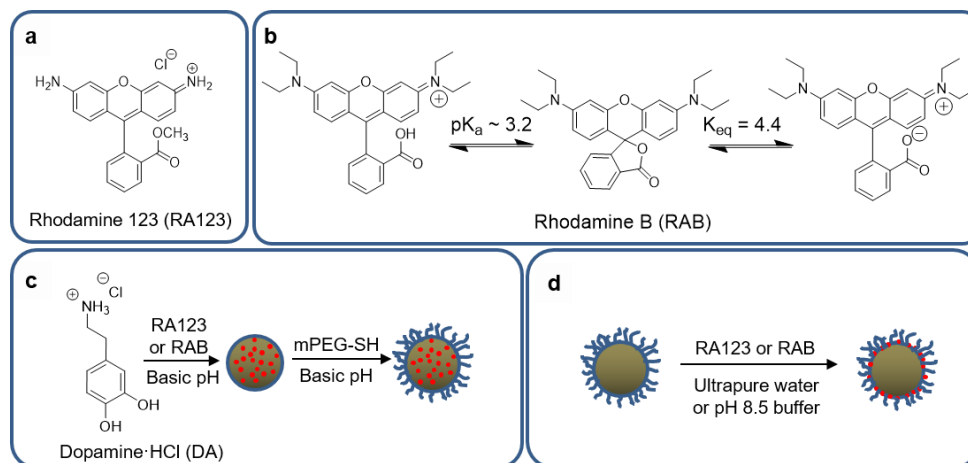 a
Cl⊖
H₂N
O
NH₂⊕
OCH₃
O
Rhodamine 123 (RA123)
b
N
O
N
⊕
OH
O
pKₐ ~ 3.2
N
O
N
O
O
K_eq = 4.4
N
O
N
⊕
O⊖
O
Rhodamine B (RAB)
c
⊕ ⊖
NH₃ Cl
OH
OH
Dopamine·HCl (DA)
RA123
or RAB
Basic pH
mPEG-SH
Basic pH
d
RA123 or RAB
Ultrapure water
or pH 8.5 buffer